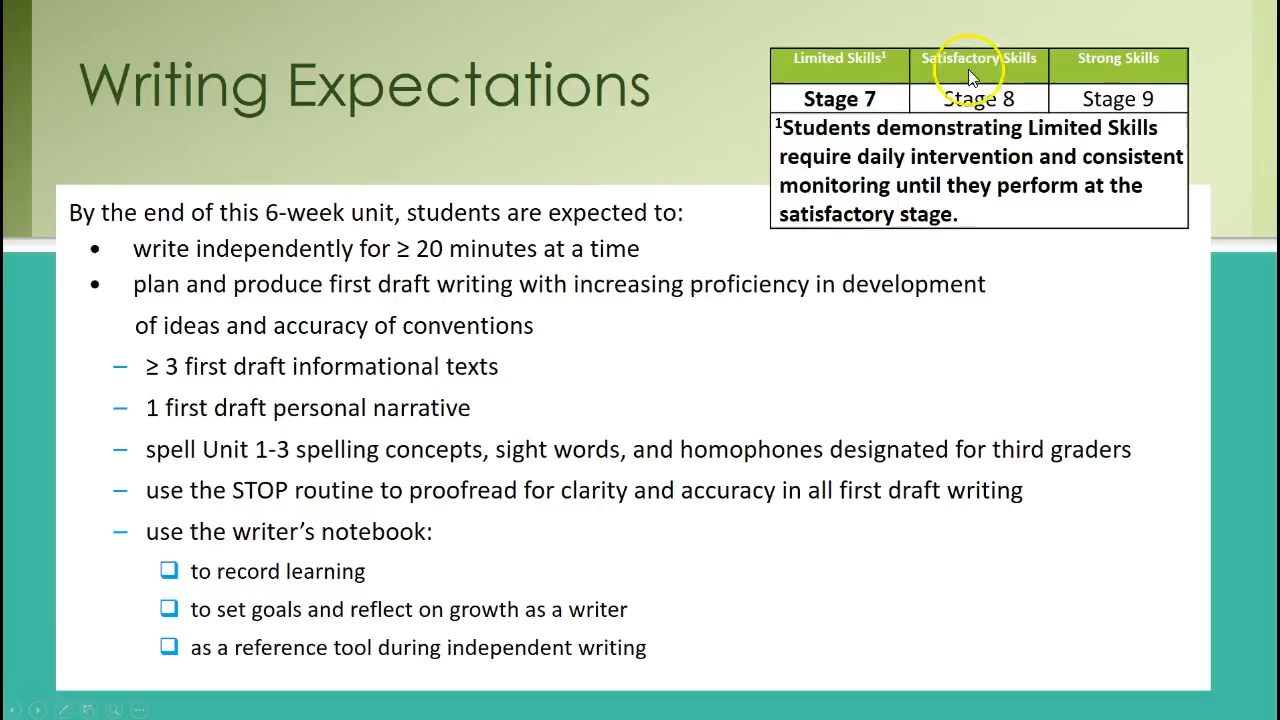 Writing Expectations
Limited Skills¹ Satisfactory Skills Strong Skills
Stage 7 Stage 8 Stage 9
¹Students demonstrating Limited Skills
require daily intervention and consistent
monitoring until they perform at the
satisfactory stage.
By the end of this 6-week unit, students are expected to:
• write independently for ≥ 20 minutes at a time
• plan and produce first draft writing with increasing proficiency in development
of ideas and accuracy of conventions
– ≥ 3 first draft informational texts
– 1 first draft personal narrative
– spell Unit 1-3 spelling concepts, sight words, and homophones designated for third graders
– use the STOP routine to proofread for clarity and accuracy in all first draft writing
– use the writer’s notebook:
❑ to record learning
❑ to set goals and reflect on growth as a writer
❑ as a reference tool during independent writing